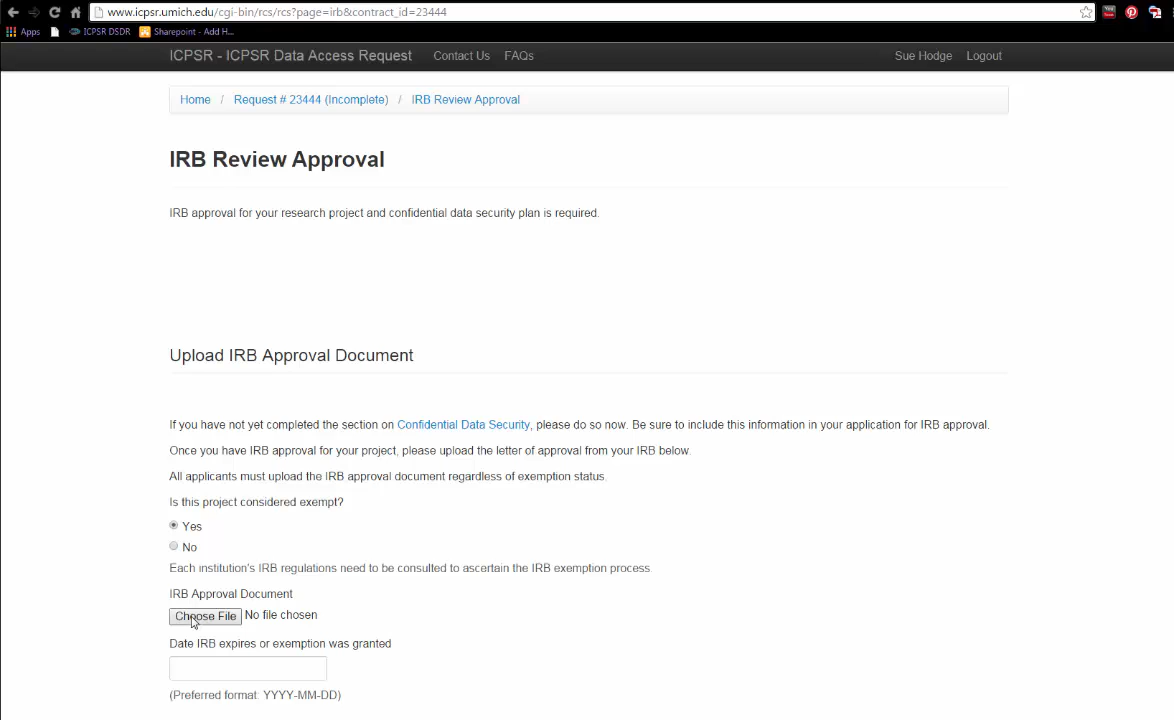 www.icpsr.umich.edu/cgi-bin/rcs/rcs?page=irb&contract_id=23444
Apps ICPSR DSDR Sharepoint - Add H...
ICPSR - ICPSR Data Access Request Contact Us FAQs Sue Hodge Logout
Home / Request # 23444 (Incomplete) / IRB Review Approval
IRB Review Approval
IRB approval for your research project and confidential data security plan is required.
Upload IRB Approval Document
If you have not yet completed the section on Confidential Data Security, please do so now. Be sure to include this information in your application for IRB approval.
Once you have IRB approval for your project, please upload the letter of approval from your IRB below.
All applicants must upload the IRB approval document regardless of exemption status.
Is this project considered exempt?
Yes
No
Each institution's IRB regulations need to be consulted to ascertain the IRB exemption process.
IRB Approval Document
Choose File No file chosen
Date IRB expires or exemption was granted
(Preferred format: YYYY-MM-DD)